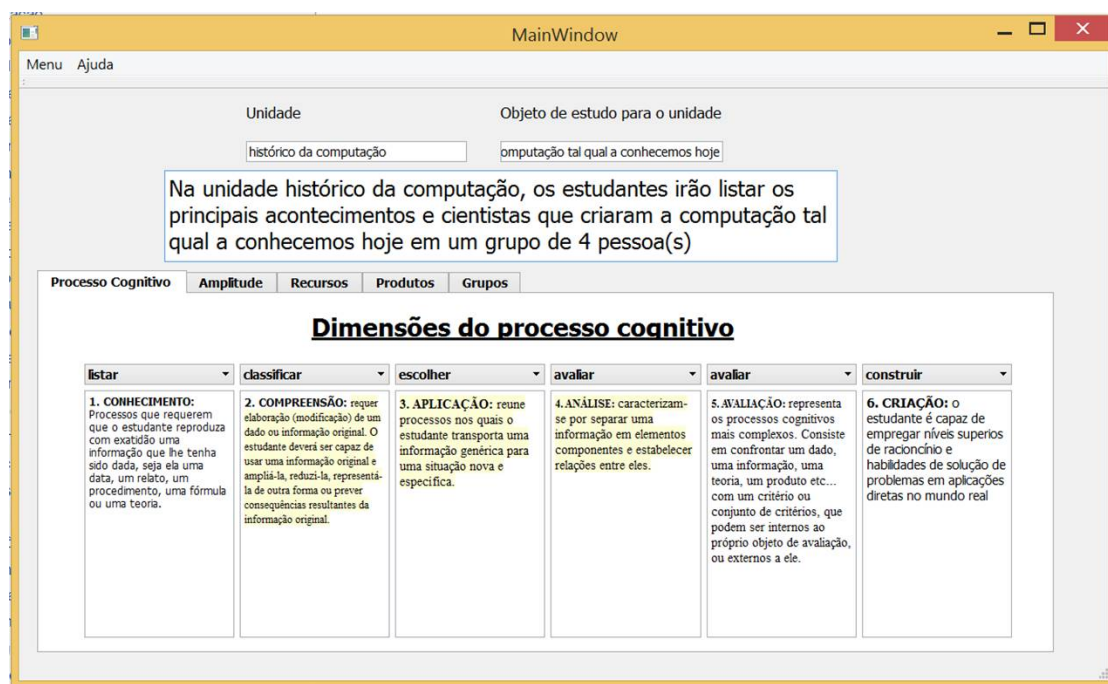 MainWindow
Menu Ajuda
Unidade
Objeto de estudo para o unidade
histórico da computação
omputação tal qual a conhecemos hoje
Na unidade histórico da computação, os estudantes irão listar os
principais acontecimentos e cientistas que criaram a computação tal
qual a conhecemos hoje em um grupo de 4 pessoa(s)
Processo Cognitivo Amplitude Recursos Produtos Grupos
Dimensões do processo cognitivo
listar
classificar
escolher
avaliar
avaliar
construir
1. CONHECIMENTO:
Processos que requerem
que o estudante reproduza
com exatidão uma
informação que lhe tenha
sido dada, seja ela uma
data, um relato, um
procedimento, uma fórmula
ou uma teoria.
2. COMPREENSÃO: requer
elaboração (modificação) de um
dado ou informação original. O
estudante deverá ser capaz de
usar uma informação original e
ampliá-la, reduzi-la, representá-
la de outra forma ou prever
consequências resultantes da
informação original.
3. APLICAÇÃO: reune
processos nos quais o
estudante transporta uma
informação genérica para
uma situação nova e
especifica.
4. ANÁLISE: caracterizam-
se por separar uma
informação em elementos
componentes e estabelecer
relações entre eles.
5. AVALIAÇÃO: representa
os processos cognitivos
mais complexos. Consiste
em confrontar um dado,
uma informação, uma
teoria, um produto etc...
com um critério ou
conjunto de critérios, que
podem ser internos ao
próprio objeto de avaliação,
ou externos a ele.
6. CRIAÇÃO: o
estudante é capaz de
empregar níveis superios
de racioncínio e
habilidades de solução de
problemas em aplicações
diretas no mundo real